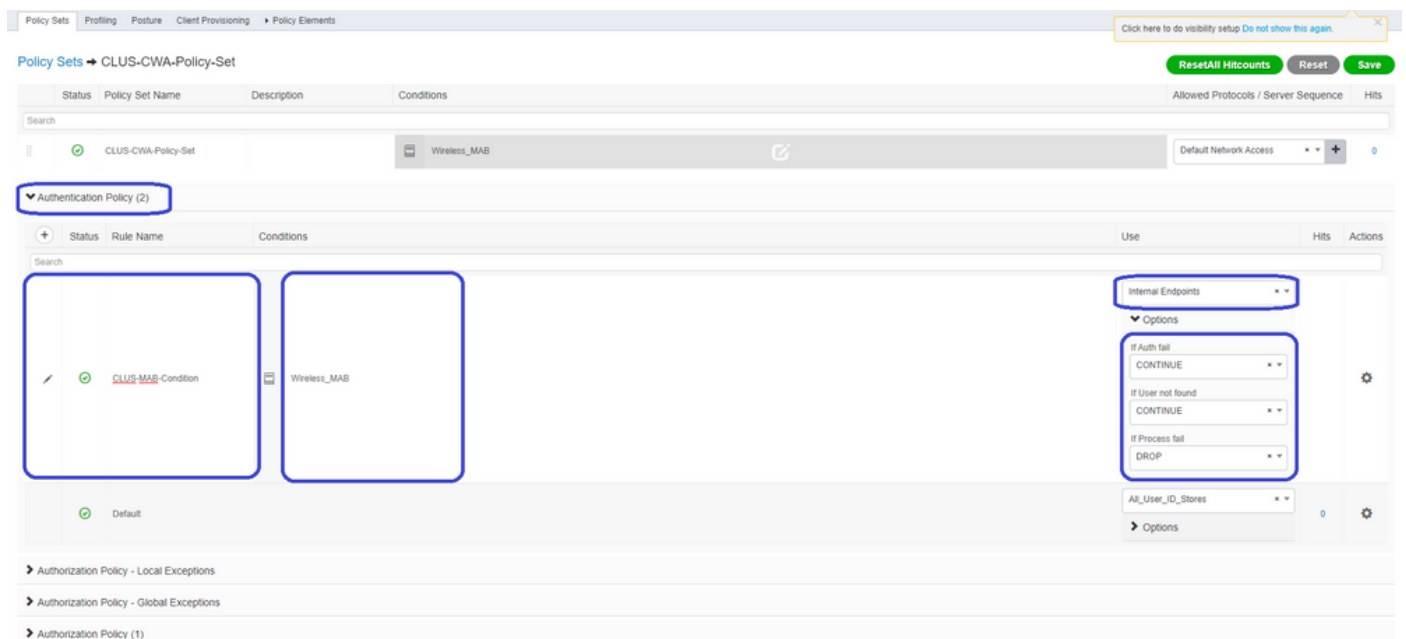 Policy Sets Profiling Posture Client Provisioning Policy Elements
Click here to do visibility setup Do not show this again.
Policy Sets → CLUS-CWA-Policy-Set
ResetAll Hitcounts Reset Save
Status Policy Set Name Description Conditions Allowed Protocols / Server Sequence Hits
Search
CLUS-CWA-Policy-Set Wireless_MAB Default Network Access × + 0
Authentication Policy (2)
+ Status Rule Name Conditions Use Hits Actions
Search
Internal Endpoints ×
Options
If Auth fail
CONTINUE ×
CLUS-MAB-Condition Wireless_MAB
If User not found
CONTINUE ×
If Process fail
DROP ×
All_User_ID_Stores ×
Default 0
Options
Authorization Policy - Local Exceptions
Authorization Policy - Global Exceptions
Authorization Policy (1)